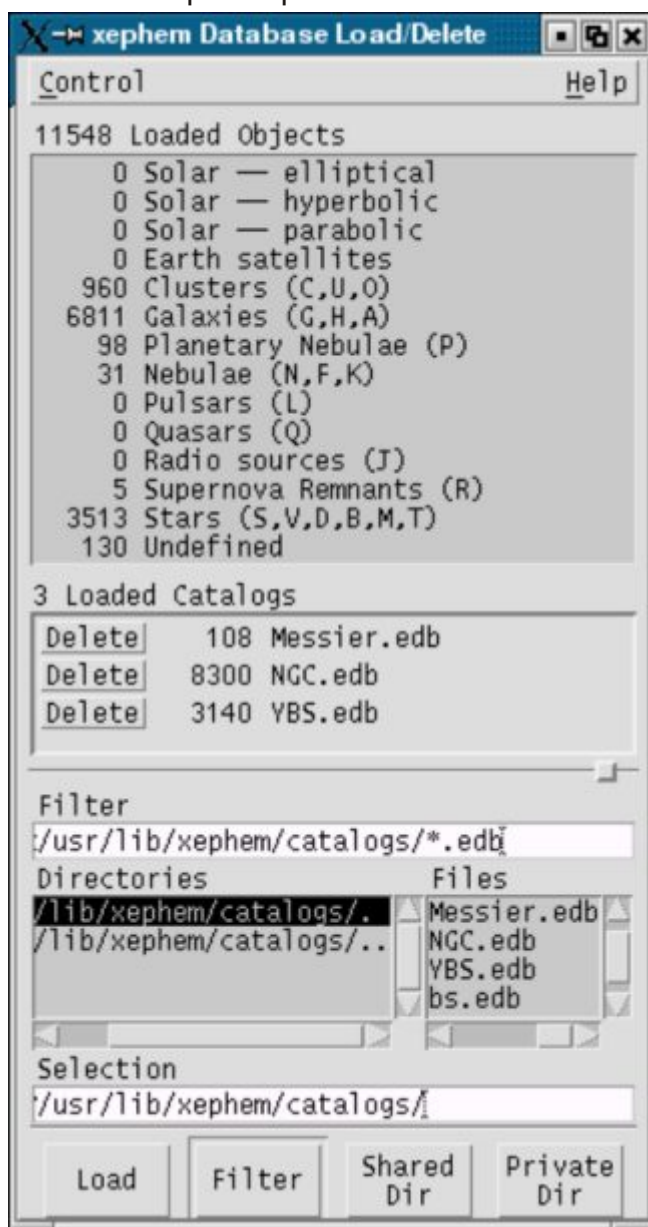 xephem Database Load/Delete
Control Help
11548 Loaded Objects
0 Solar — elliptical
0 Solar — hyperbolic
0 Solar — parabolic
0 Earth satellites
960 Clusters (C,U,O)
6811 Galaxies (G,H,A)
98 Planetary Nebulae (P)
31 Nebulae (N,F,K)
0 Pulsars (L)
0 Quasars (Q)
0 Radio sources (J)
5 Supernova Remnants (R)
3513 Stars (S,V,D,B,M,T)
130 Undefined
3 Loaded Catalogs
Delete 108 Messier.edb
Delete 8300 NGC.edb
Delete 3140 YBS.edb
Filter
/usr/lib/xephem/catalogs/*.edb
Directories Files
/lib/xephem/catalogs/. Messier.edb
/lib/xephem/catalogs/.. NGC.edb
YBS.edb
bs.edb
Selection
/usr/lib/xephem/catalogs/
Load Filter Shared Dir Private Dir